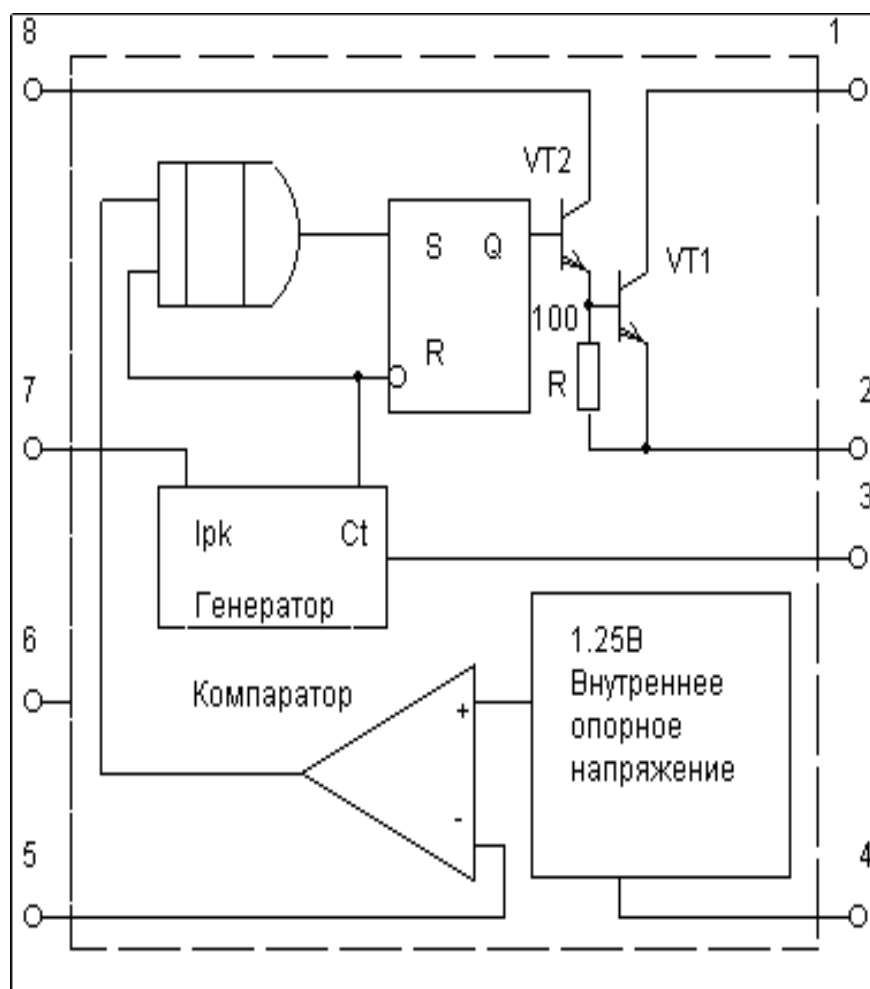 8
1
VT2
S Q
VT1
100
R
R
7
2
3
Ipk Ct
Генератор
6
1.25В
Внутреннее
опорное
напряжение
Компаратор
+
-
5
4